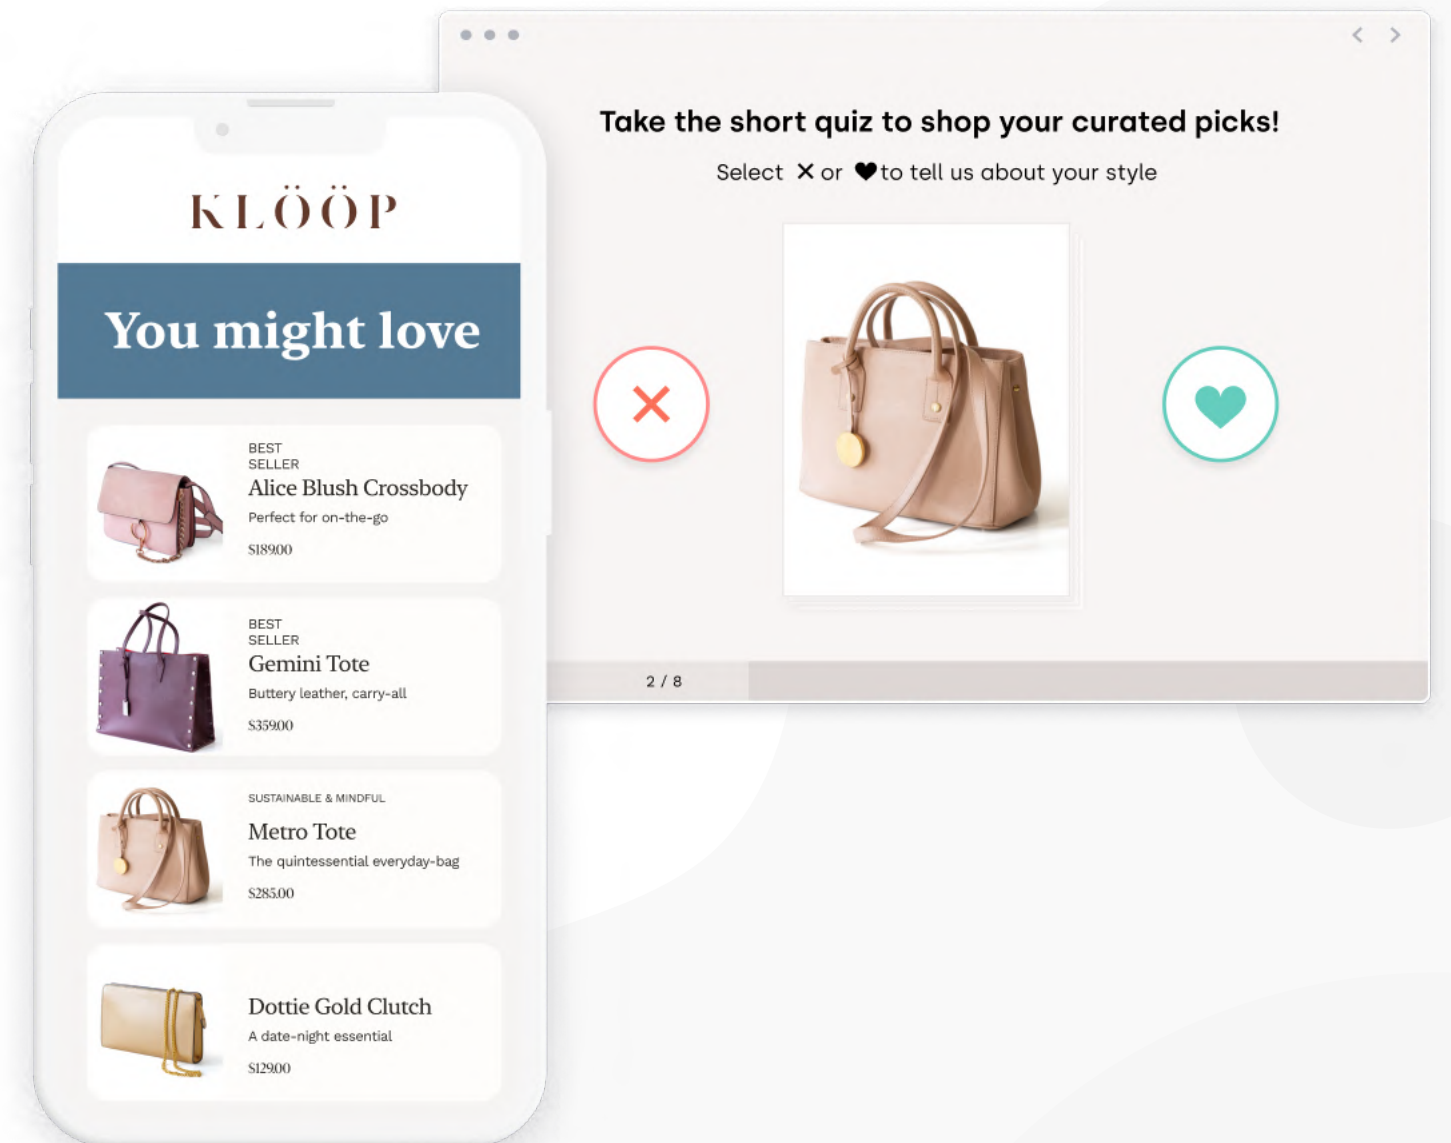 Take the short quiz to shop your curated picks!
Select × or ♥ to tell us about your style
2 / 8
KLÖÖP
You might love
BEST
SELLER
Alice Blush Crossbody
Perfect for on-the-go
$189.00
BEST
SELLER
Gemini Tote
Buttery leather, carry-all
$359.00
SUSTAINABLE & MINDFUL
Metro Tote
The quintessential everyday-bag
$285.00
Dottie Gold Clutch
A date-night essential
$129.00